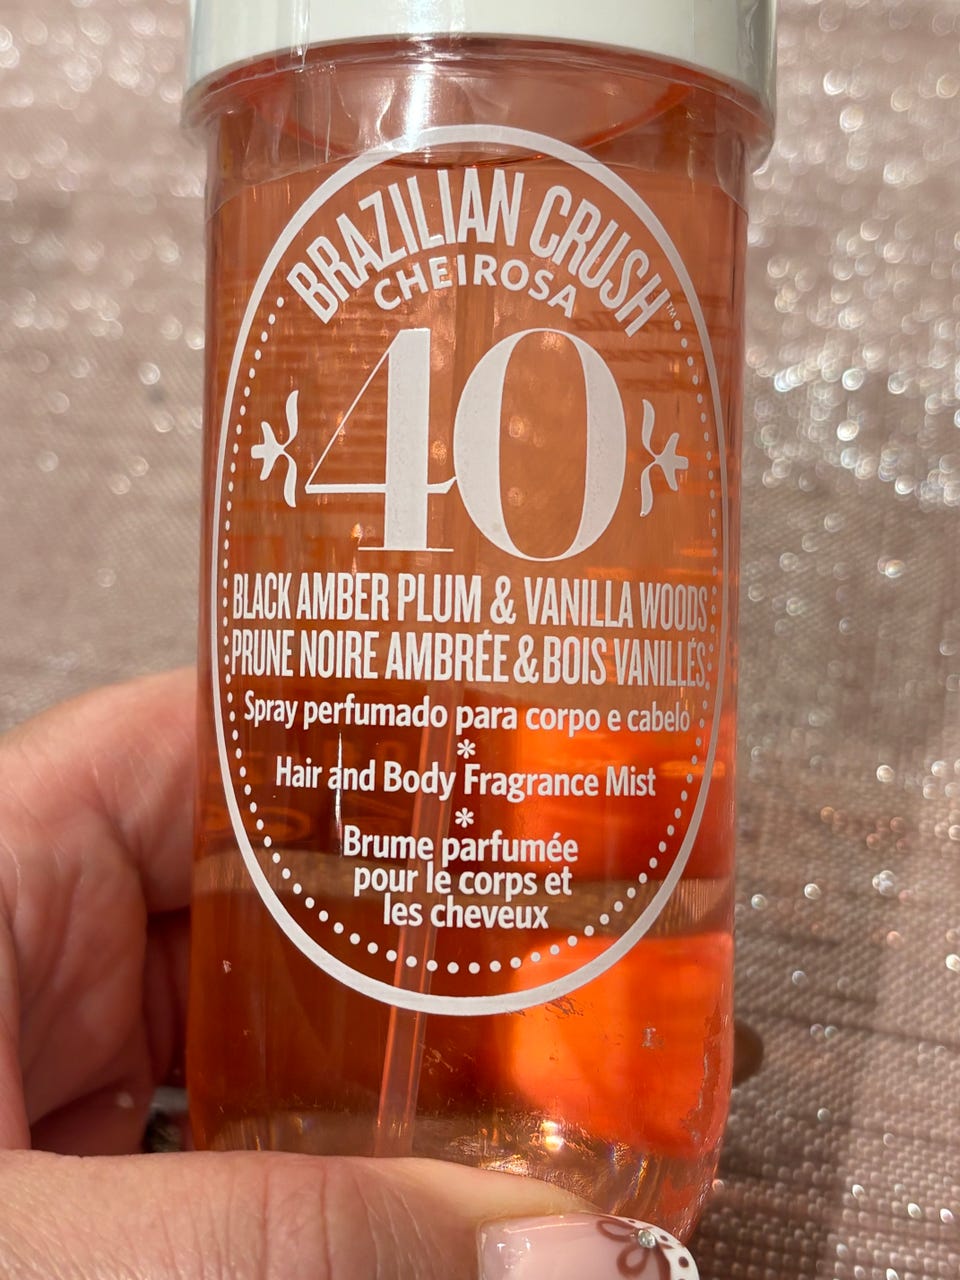 BRAZILIAN CRUSH™
CHEIROSA
40
BLACK AMBER PLUM & VANILLA WOODS
PRUNE NOIRE AMBRÉE & BOIS VANILLÉS
Spray perfumado para corpo e cabelo
*
Hair and Body Fragrance Mist
*
Brume parfumée
pour le corps et
les cheveux